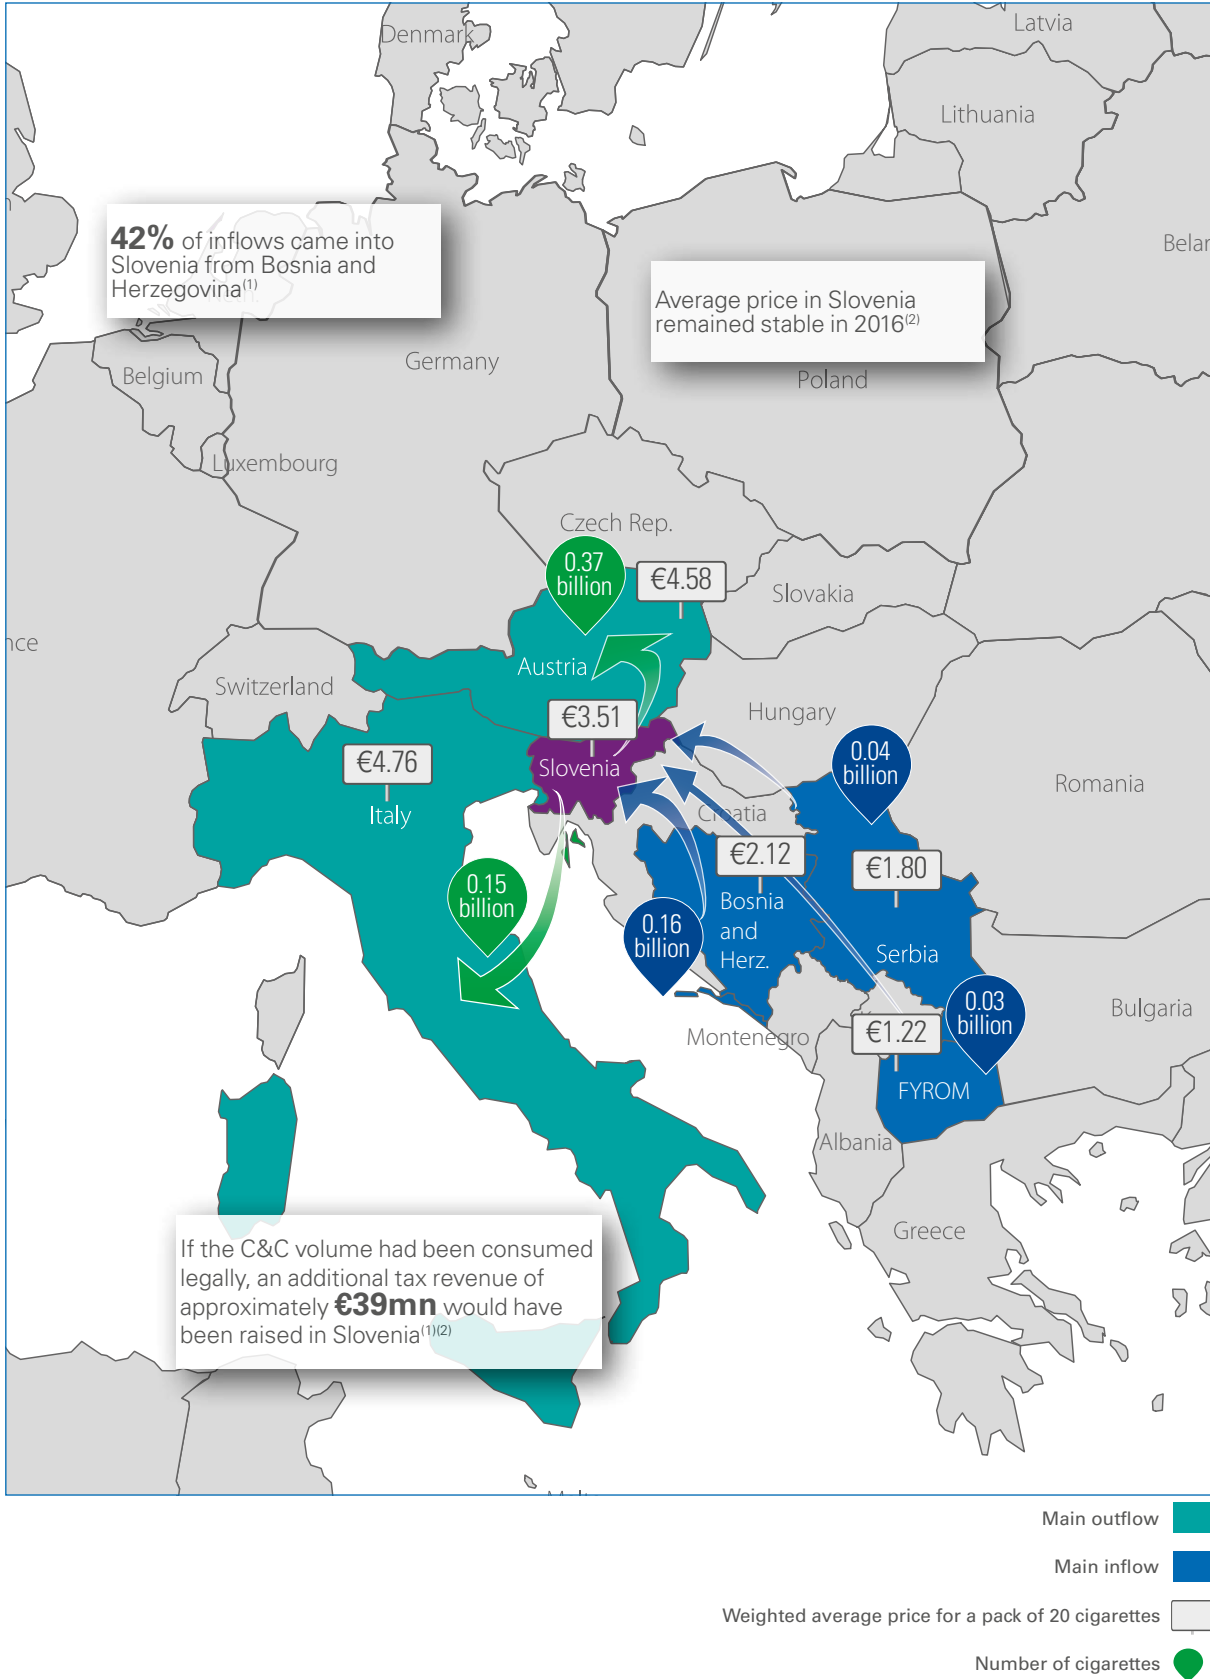 Denmark
Latvia
Lithuania
42% of inflows came into
Slovenia from Bosnia and
Herzegovina(1)
Belar
Average price in Slovenia
remained stable in 2016(2)
Germany
Belgium
Poland
Luxembourg
Czech Rep.
0.37
billion
€4.58
Slovakia
nce
Austria
Switzerland
€3.51
Hungary
0.04
billion
€4.76
Slovenia
Romania
Italy
Croatia
€2.12
€1.80
0.15
billion
Bosnia
and
Herz.
0.16
billion
Serbia
0.03
billion
Bulgaria
Montenegro
€1.22
FYROM
Albania
Greece
If the C&C volume had been consumed
legally, an additional tax revenue of
approximately €39mn would have
been raised in Slovenia(1)(2)
Main outflow
Main inflow
Weighted average price for a pack of 20 cigarettes
Number of cigarettes